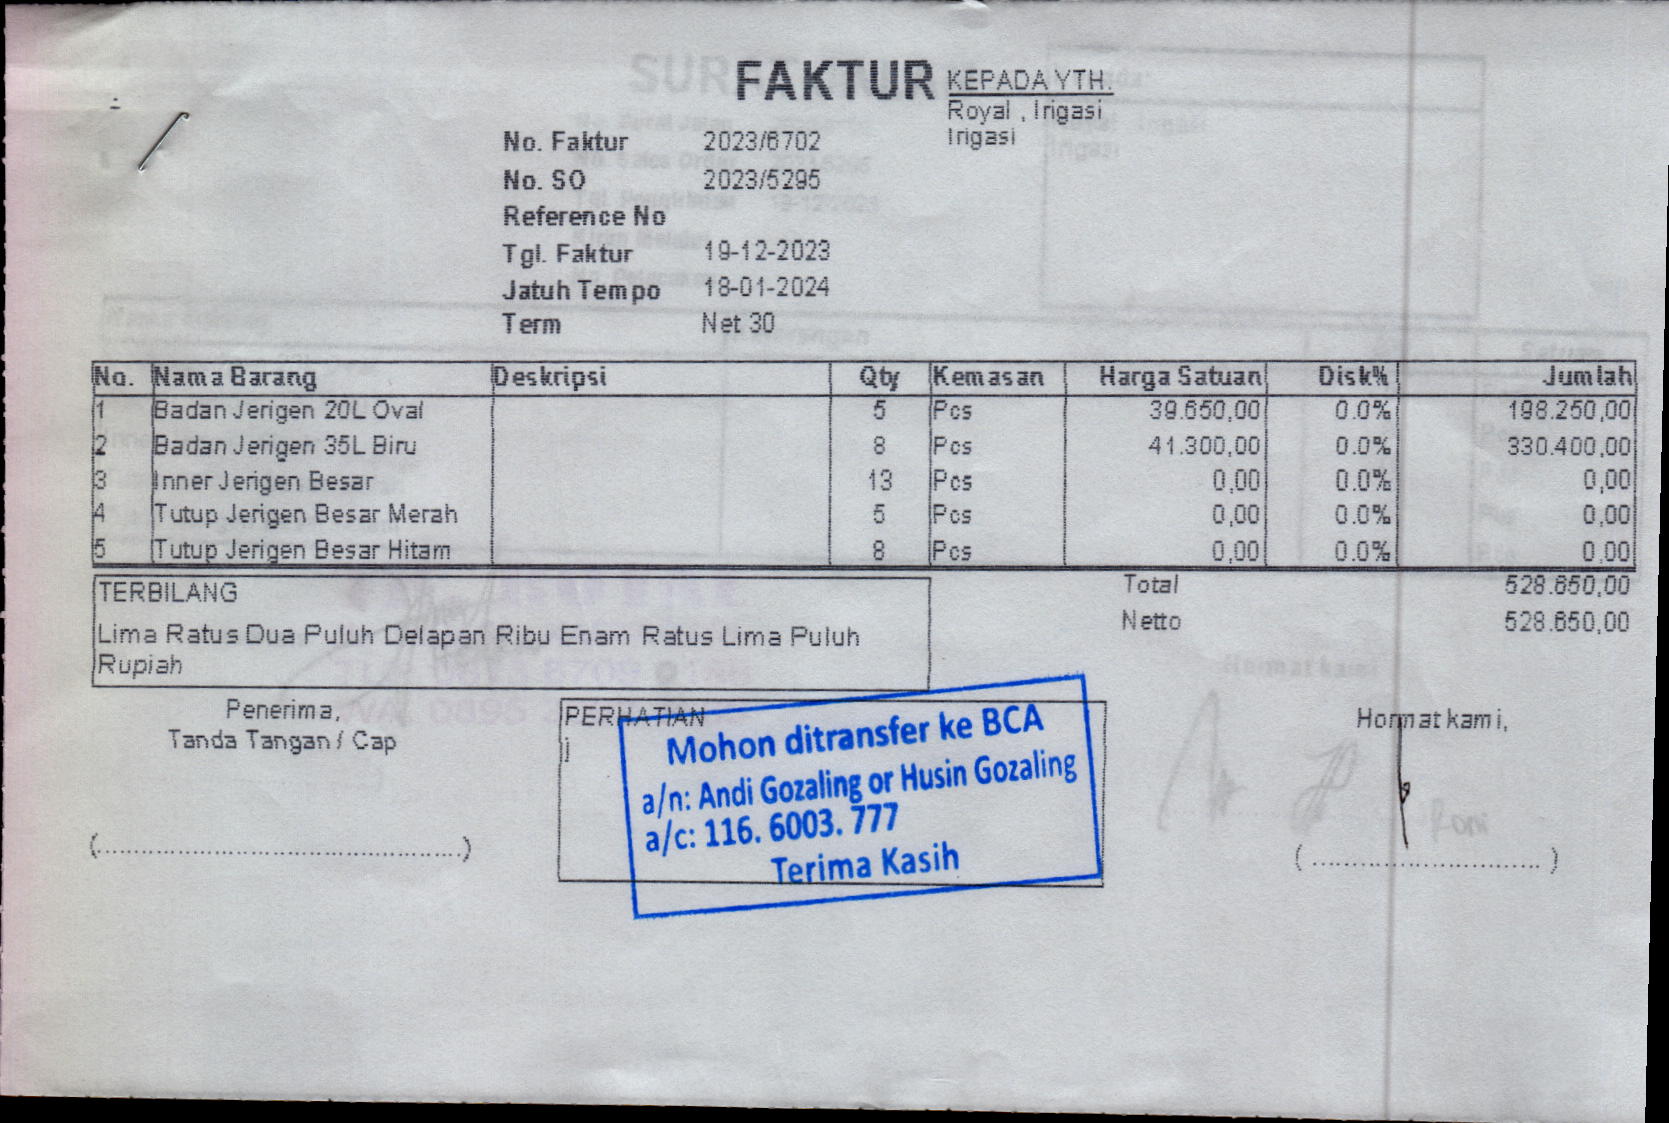 FAKTUR
KEPADA YTH.
Royal , Irigasi
Irigasi
No. Faktur 2023/6702
No. SO 2023/5295
Reference No
Tgl. Faktur 19-12-2023
Jatuh Tempo 18-01-2024
Term Net 30
No. Nama Barang Deskripsi Qty Kemasan Harga Satuan Disk% Jumlah
1 Badan Jerigen 20L Oval 5 Pcs 39.650,00 0.0% 198.250,00
2 Badan Jerigen 35L Biru 8 Pcs 41.300,00 0.0% 330.400,00
3 Inner Jerigen Besar 13 Pcs 0,00 0.0% 0,00
4 Tutup Jerigen Besar Merah 5 Pcs 0,00 0.0% 0,00
5 Tutup Jerigen Besar Hitam 8 Pcs 0,00 0.0% 0,00
Total 528.650,00
Netto 528.650,00
TERBILANG
Lima Ratus Dua Puluh Delapan Ribu Enam Ratus Lima Puluh
Rupiah
Penerima,
Tanda Tangan / Cap
(..........................................)
PERHATIAN
j
Mohon ditransfer ke BCA
a/n: Andi Gozaling or Husin Gozaling
a/c: 116. 6003. 777
Terima Kasih
Hormat kami,
Roni
(..........................)